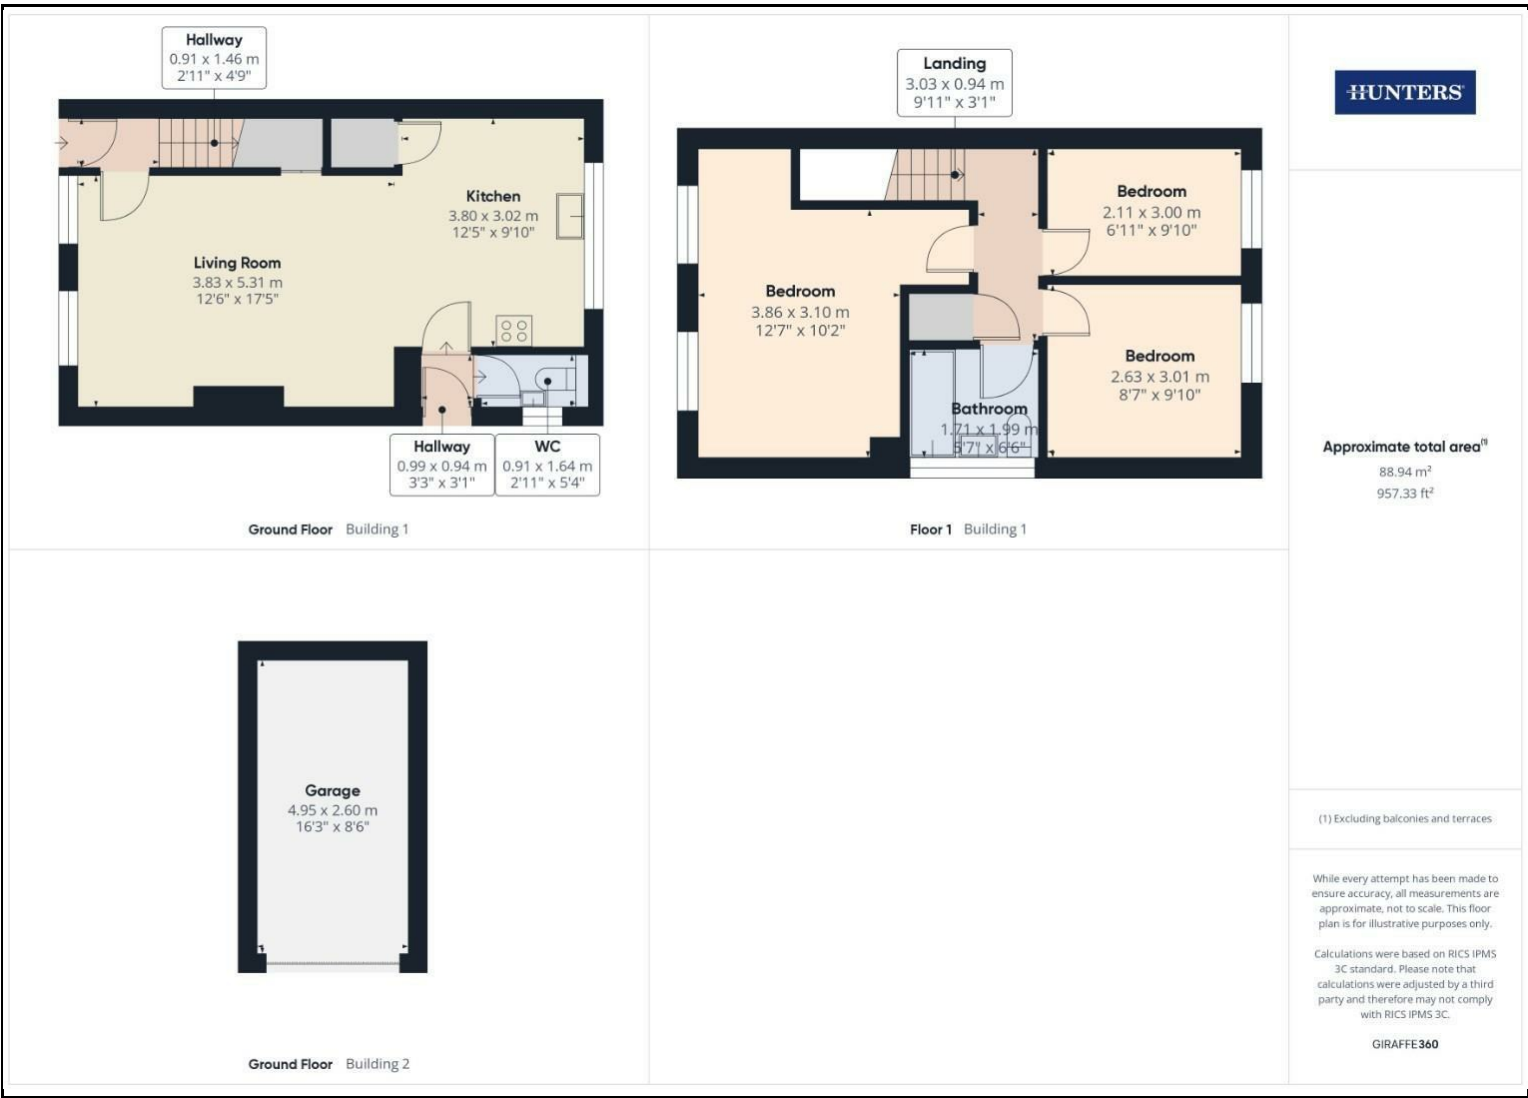 Hallway
0.91 x 1.46 m
2'11" x 4'9"
Kitchen
3.80 x 3.02 m
12'5" x 9'10"
Living Room
3.83 x 5.31 m
12'6" x 17'5"
Hallway
0.99 x 0.94 m
3'3" x 3'1"
WC
0.91 x 1.64 m
2'11" x 5'4"
Ground Floor Building 1
Landing
3.03 x 0.94 m
9'11" x 3'1"
Bedroom
2.11 x 3.00 m
6'11" x 9'10"
Bedroom
3.86 x 3.10 m
12'7" x 10'2"
Bedroom
2.63 x 3.01 m
8'7" x 9'10"
Bathroom
1.71 x 1.99 m
5'7" x 6'6"
Floor 1 Building 1
Garage
4.95 x 2.60 m
16'3" x 8'6"
Ground Floor Building 2
HUNTERS
Approximate total area(1)
88.94 m²
957.33 ft²
(1) Excluding balconies and terraces
While every attempt has been made to
ensure accuracy, all measurements are
approximate, not to scale. This floor
plan is for illustrative purposes only.
Calculations were based on RICS IPMS
3C standard. Please note that
calculations were adjusted by a third
party and therefore may not comply
with RICS IPMS 3C.
GIRAFFE360